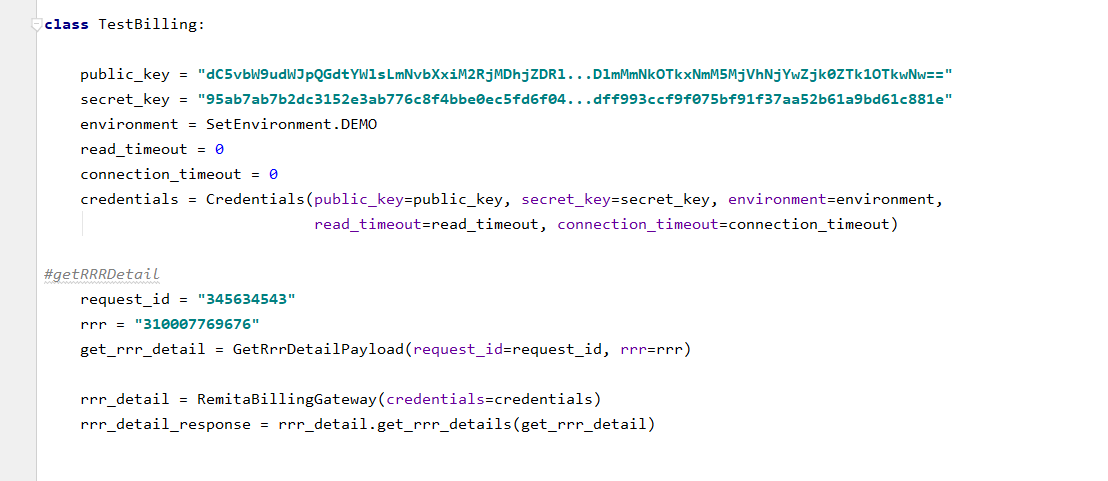 class TestBilling:
public_key = "dC5vbW9udWJpQGdtYWlsLmNvbXxiM2RjMDhjZDRl...DlmMmNkOTkxNmM5MjVhNjYwZjk0ZTk1OTkwNw=="
secret_key = "95ab7ab7b2dc3152e3ab776c8f4bbe0ec5fd6f04...dff993ccf9f075bf91f37aa52b61a9bd61c881e"
environment = SetEnvironment.DEMO
read_timeout = 0
connection_timeout = 0
credentials = Credentials(public_key=public_key, secret_key=secret_key, environment=environment,
read_timeout=read_timeout, connection_timeout=connection_timeout)
#getRRRDetail
request_id = "345634543"
rrr = "310007769676"
get_rrr_detail = GetRrrDetailPayload(request_id=request_id, rrr=rrr)
rrr_detail = RemitaBillingGateway(credentials=credentials)
rrr_detail_response = rrr_detail.get_rrr_details(get_rrr_detail)